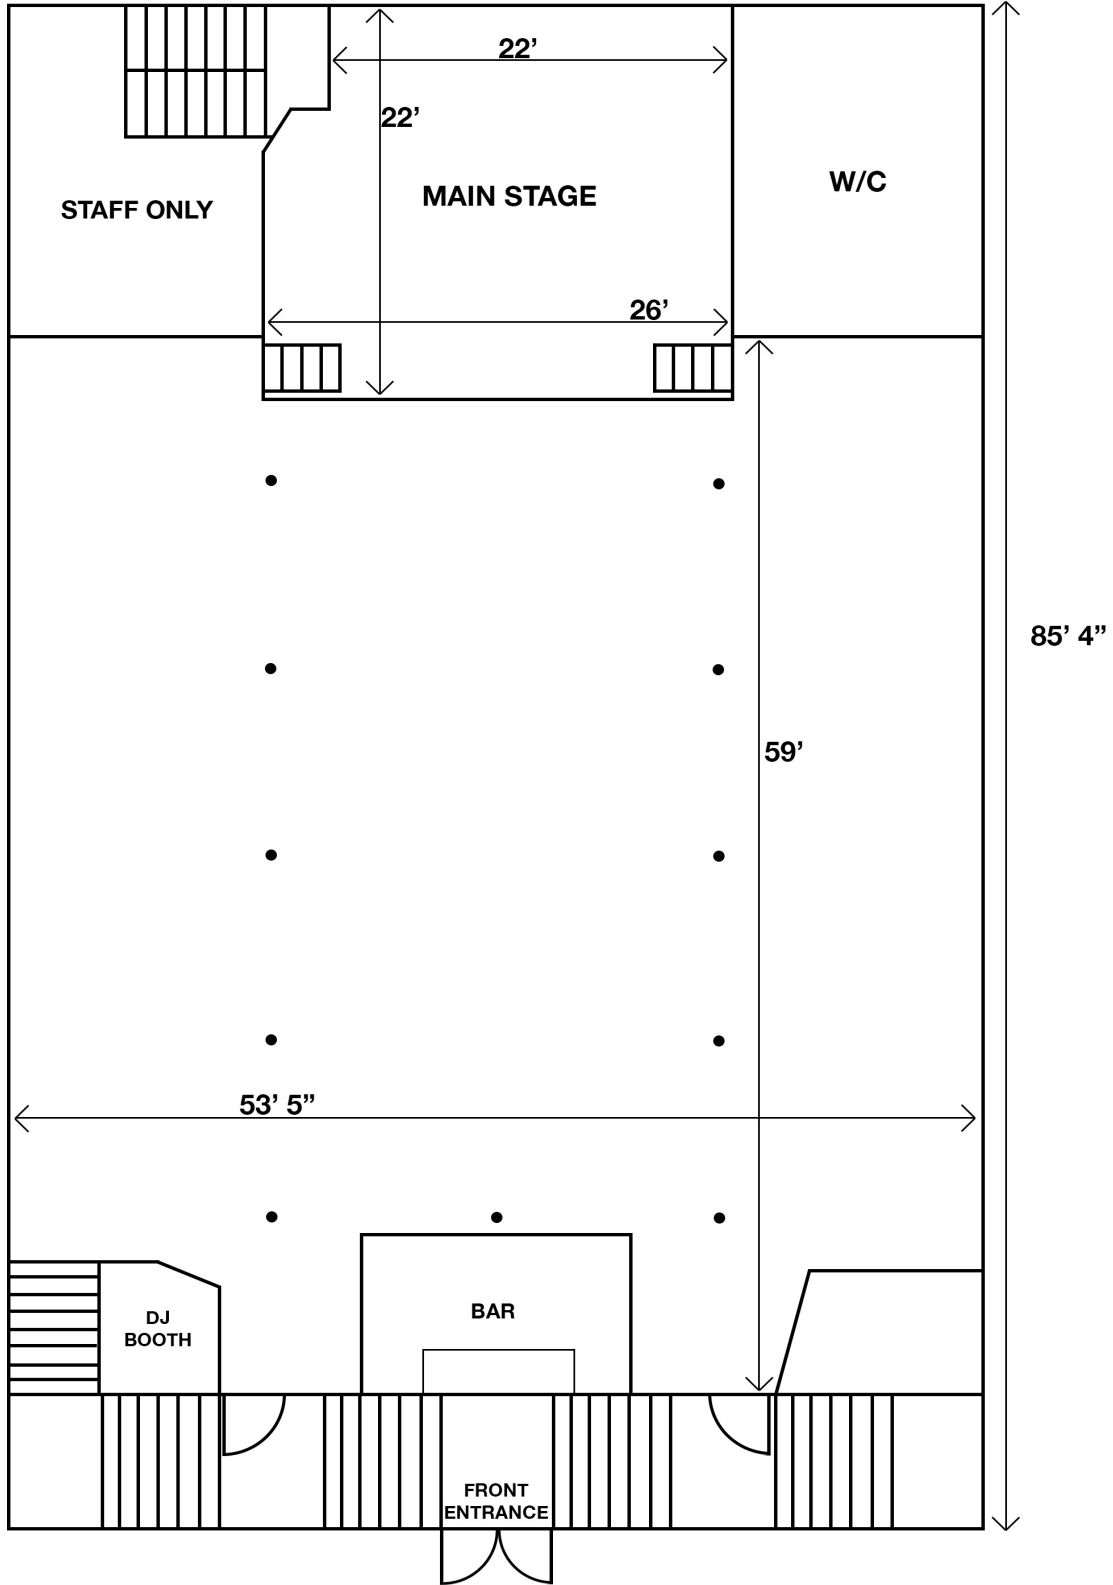 22’
22’
MAIN STAGE
W/C
STAFF ONLY
26’
85’ 4”
59’
53’ 5”
DJ
BOOTH
BAR
FRONT
ENTRANCE